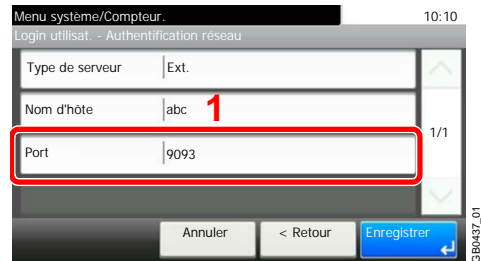 Menu système/Compteur. 10:10
Login utilisat. - Authentification réseau
Type de serveur Ext.
Nom d'hôte abc 1
1/1
Port 9093
Annuler < Retour Enregistrer
GB0437_01